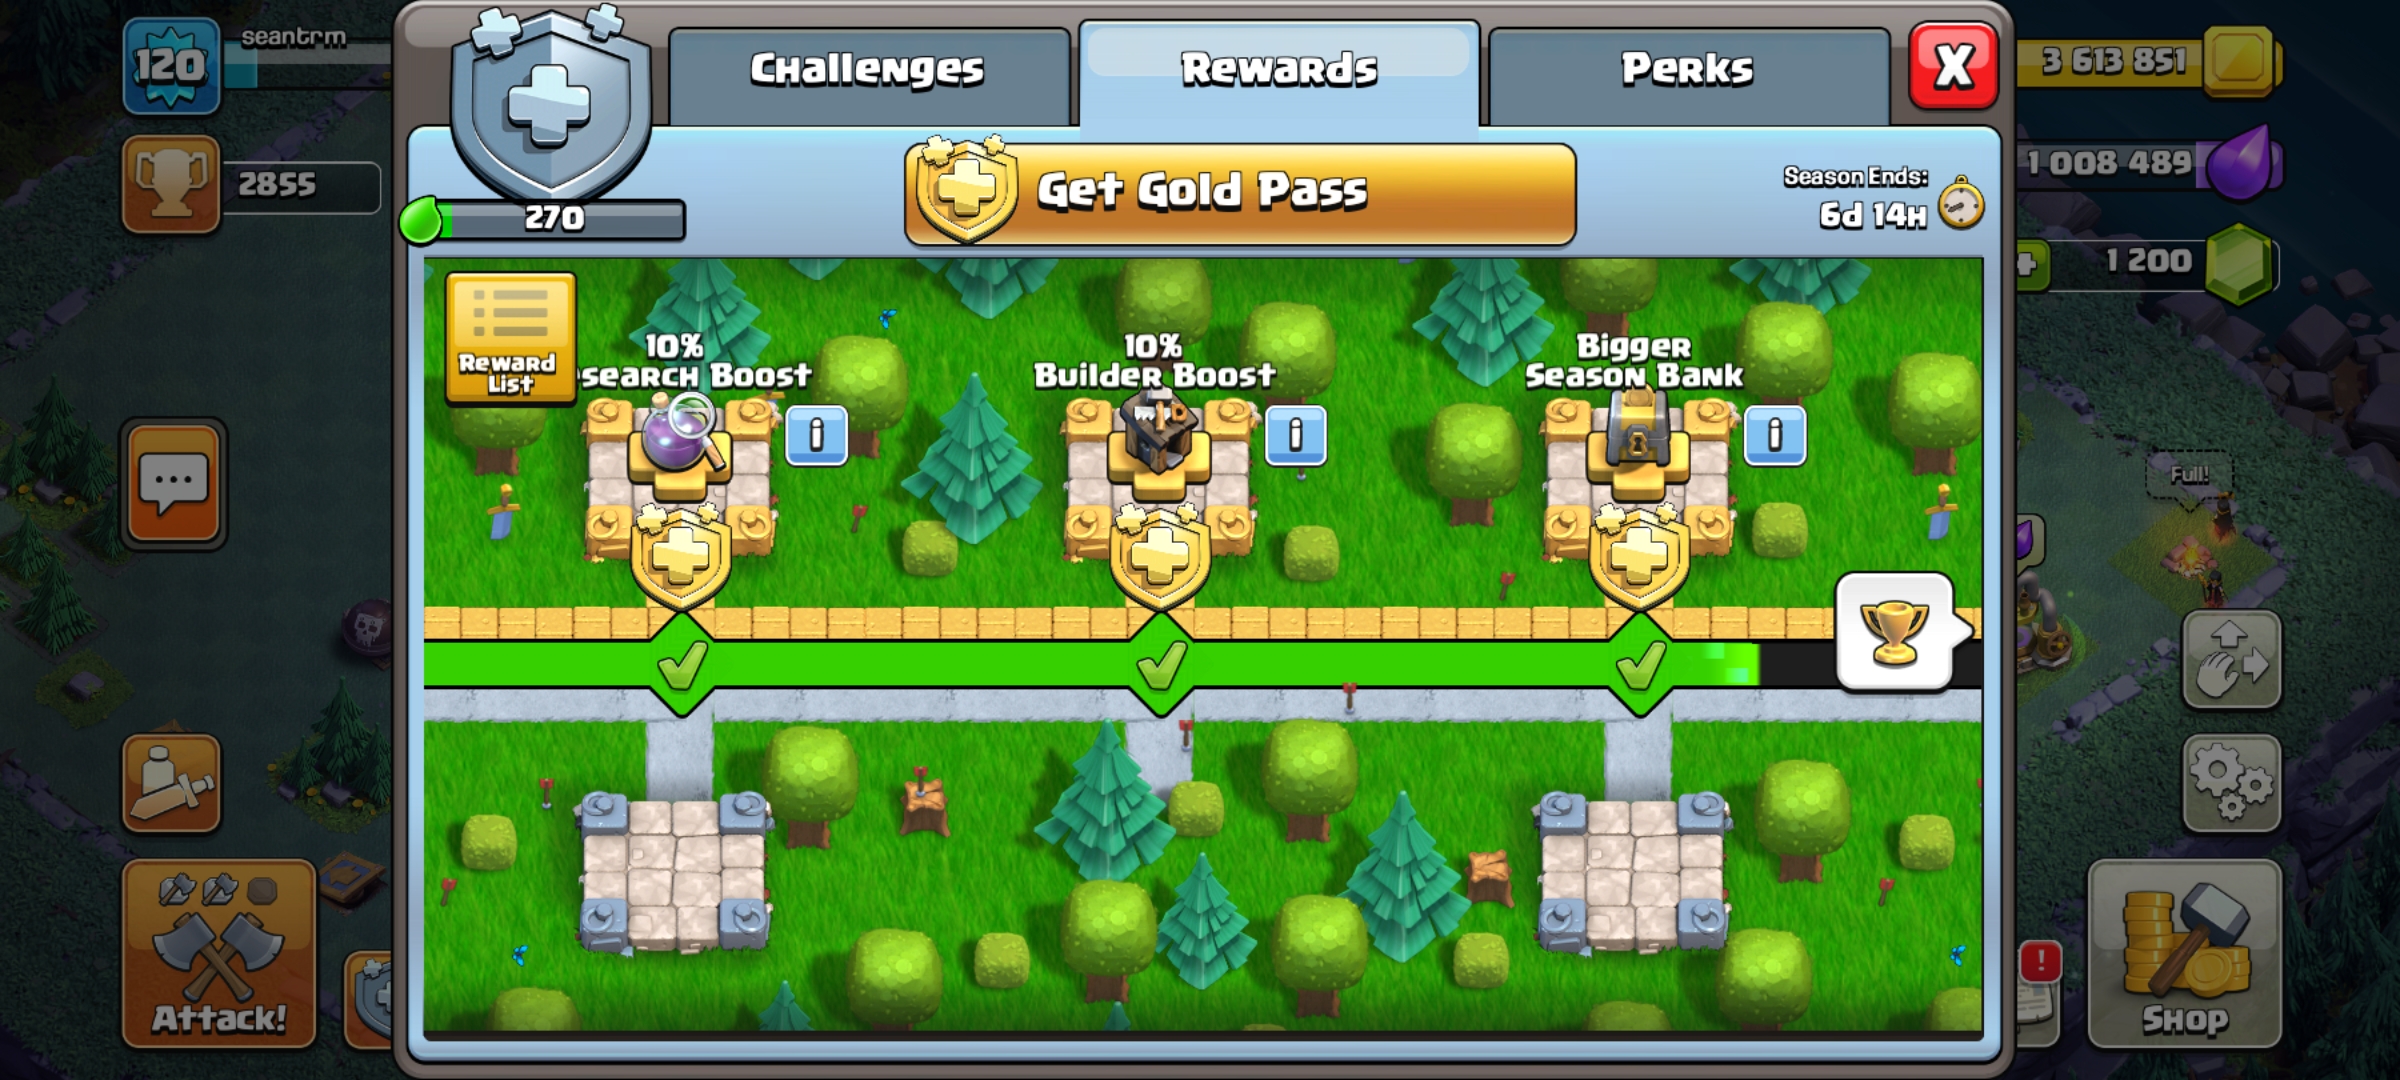 120
seantrm
Challenges
Rewards
Perks
X
3 613 851
2855
270
Get Gold Pass
Season Ends:
6d 14h
1 008 489
1 200
Reward
List
10%
search Boost
10%
Builder Boost
Bigger
Season Bank
i
i
i
Full!
!
Attack!
Shop